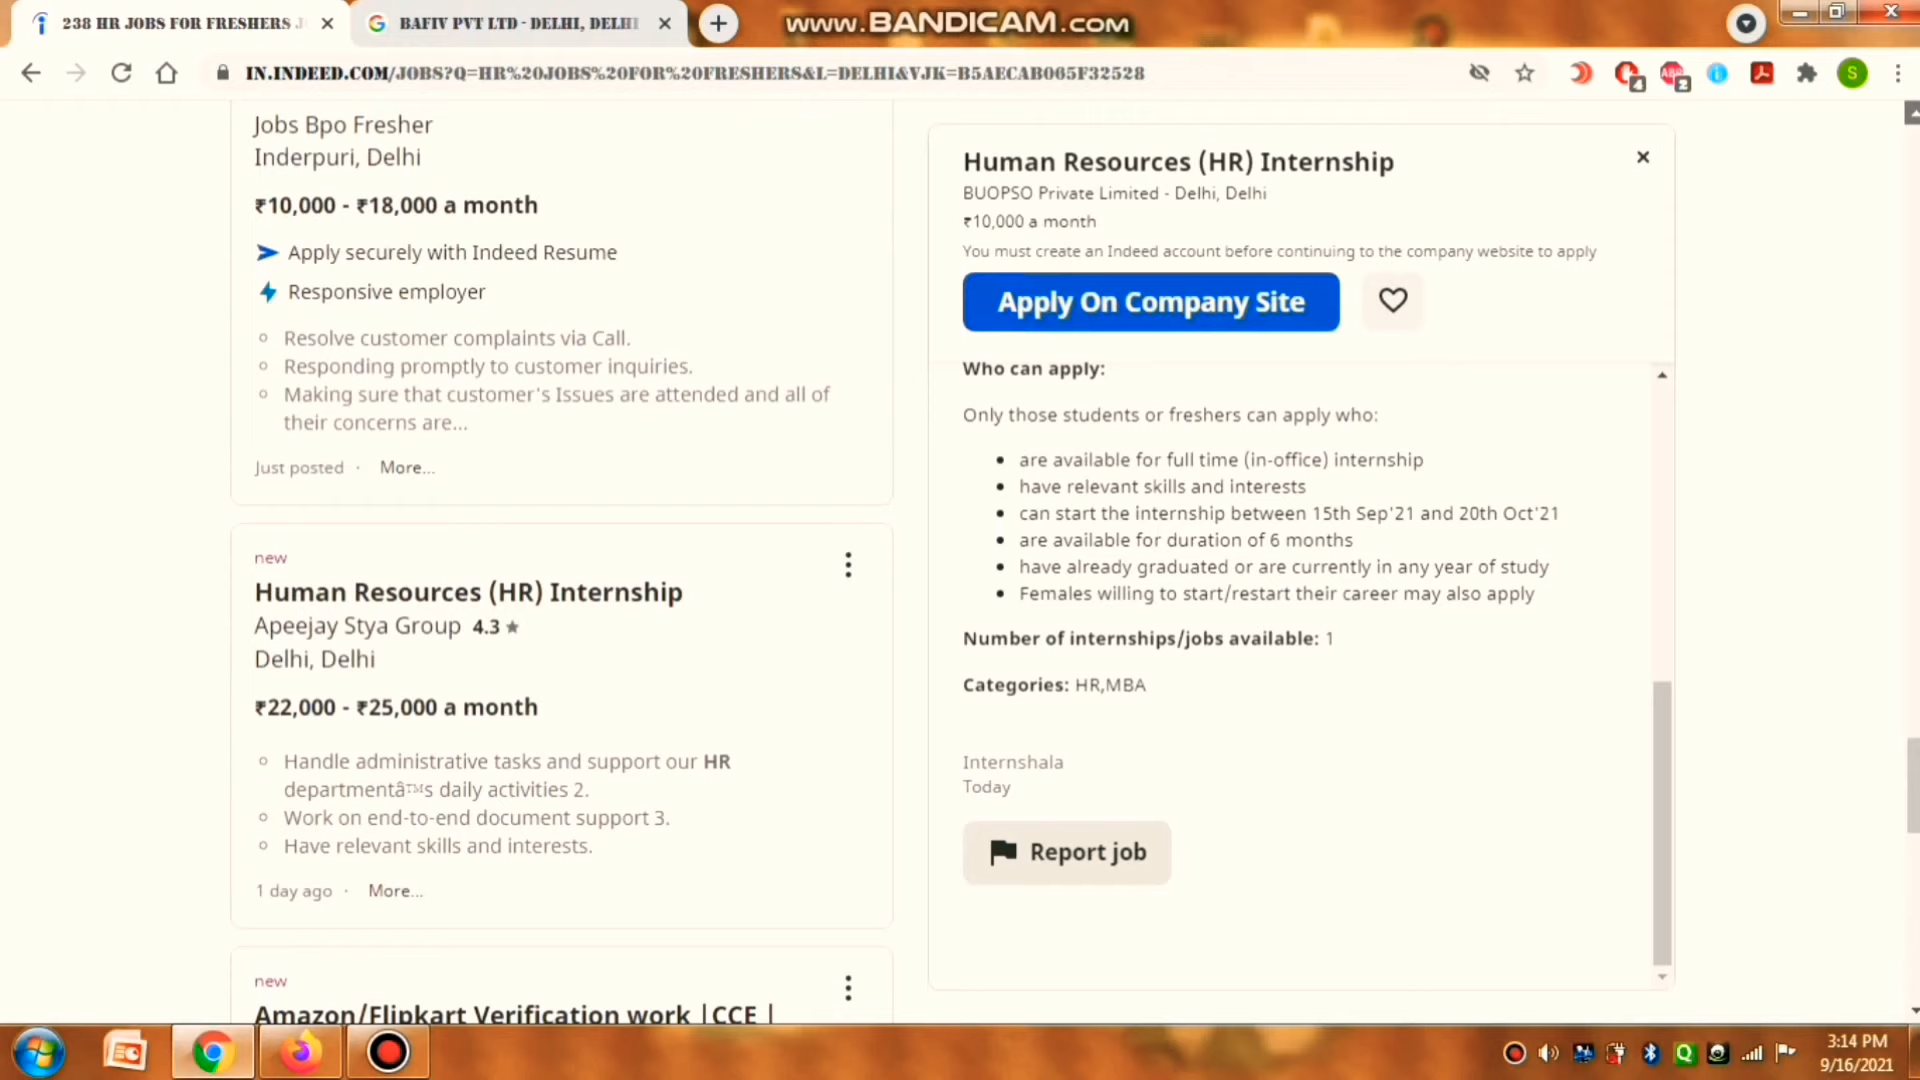 238 HR JOBS FOR FRESHERS J
BAFIV PVT LTD - DELHI, DELHI
www.BANDICAM.com
IN.INDEED.COM/JOBS?Q=HR%20JOBS%20FOR%20FRESHERS&L=DELHI&VJK=B5AECAB065F32528
4
ABP
2
S
Jobs Bpo Fresher
Inderpuri, Delhi
₹10,000 - ₹18,000 a month
Apply securely with Indeed Resume
Responsive employer
Resolve customer complaints via Call.
Responding promptly to customer inquiries.
Making sure that customer's Issues are attended and all of
their concerns are...
Just posted · More...
new
Human Resources (HR) Internship
Apeejay Stya Group 4.3 ★
Delhi, Delhi
₹22,000 - ₹25,000 a month
Handle administrative tasks and support our HR
departmentâ™s daily activities 2.
Work on end-to-end document support 3.
Have relevant skills and interests.
1 day ago · More...
new
Amazon/Flipkart Verification work |CCE |
Human Resources (HR) Internship
BUOPSO Private Limited - Delhi, Delhi
₹10,000 a month
You must create an Indeed account before continuing to the company website to apply
Apply On Company Site
Who can apply:
Only those students or freshers can apply who:
are available for full time (in-office) internship
have relevant skills and interests
can start the internship between 15th Sep'21 and 20th Oct'21
are available for duration of 6 months
have already graduated or are currently in any year of study
Females willing to start/restart their career may also apply
Number of internships/jobs available: 1
Categories: HR,MBA
Internshala
Today
Report job
3:14 PM
9/16/2021